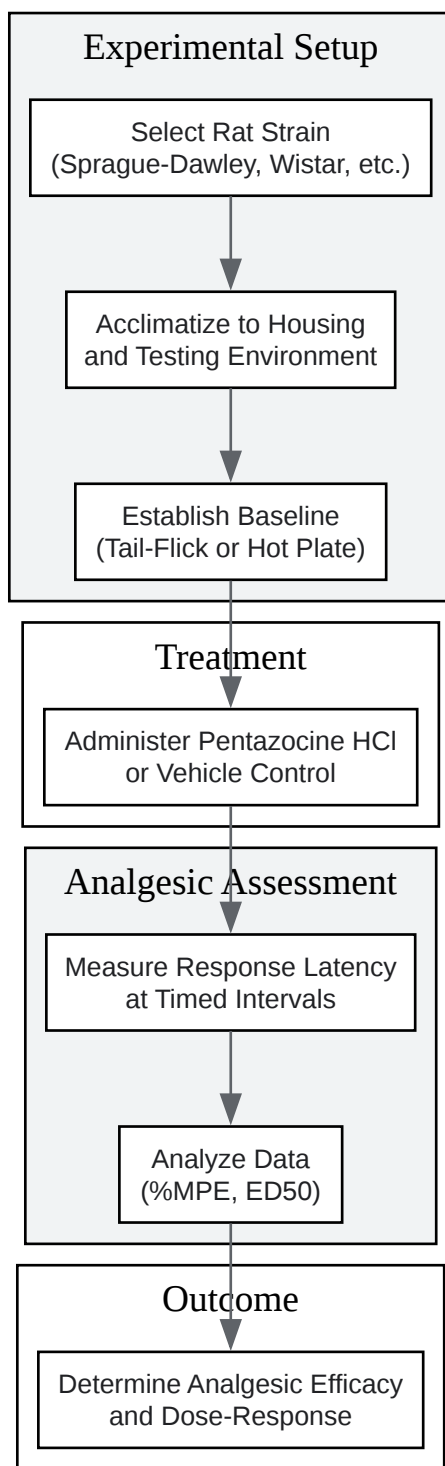 Experimental Setup
Select Rat Strain
(Sprague-Dawley, Wistar, etc.)
Acclimatize to Housing
and Testing Environment
Establish Baseline
(Tail-Flick or Hot Plate)
Treatment
Administer Pentazocine HCl
or Vehicle Control
Analgesic Assessment
Measure Response Latency
at Timed Intervals
Analyze Data
(%MPE, ED50)
Outcome
Determine Analgesic Efficacy
and Dose-Response